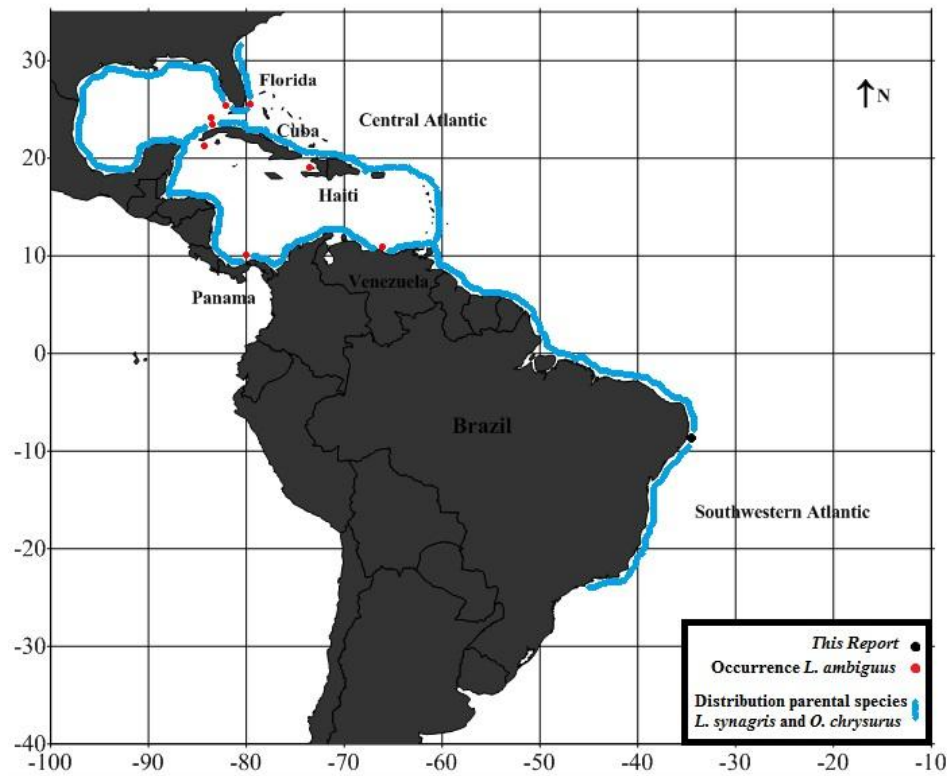 30
20
10
0
-10
-20
-30
-40
-100
-90
-80
-70
-60
-50
-40
-30
-20
-10
N
Florida
Central Atlantic
Cuba
Haiti
Panama
Venezuela
Brazil
Southwestern Atlantic
This Report
Occurrence L. ambiguus
Distribution parental species
L. synagris and O. chrysurus